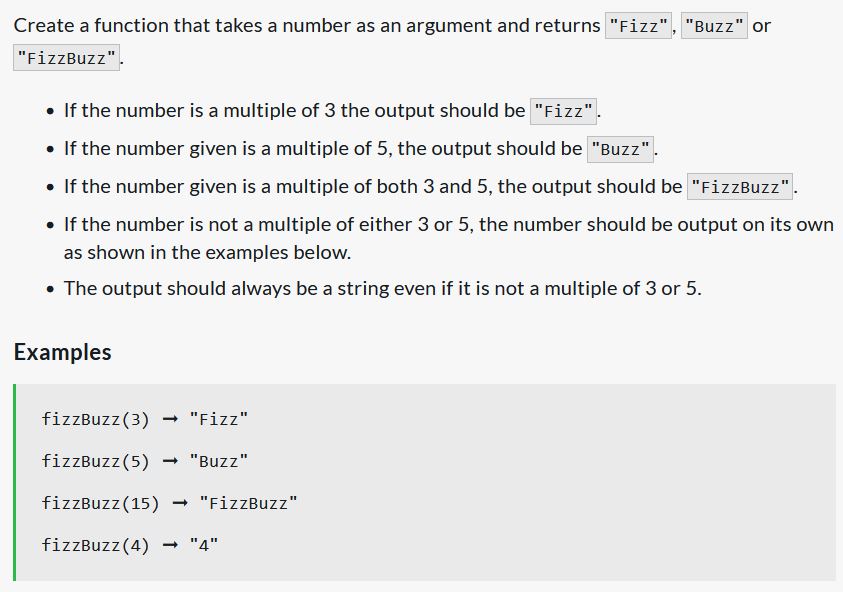 Create a function that takes a number as an argument and returns "Fizz", "Buzz" or
"FizzBuzz".
• If the number is a multiple of 3 the output should be "Fizz".
• If the number given is a multiple of 5, the output should be "Buzz".
• If the number given is a multiple of both 3 and 5, the output should be "FizzBuzz".
• If the number is not a multiple of either 3 or 5, the number should be output on its own
as shown in the examples below.
• The output should always be a string even if it is not a multiple of 3 or 5.
Examples
fizzBuzz(3) ➞ "Fizz"
fizzBuzz(5) ➞ "Buzz"
fizzBuzz(15) ➞ "FizzBuzz"
fizzBuzz(4) ➞ "4"